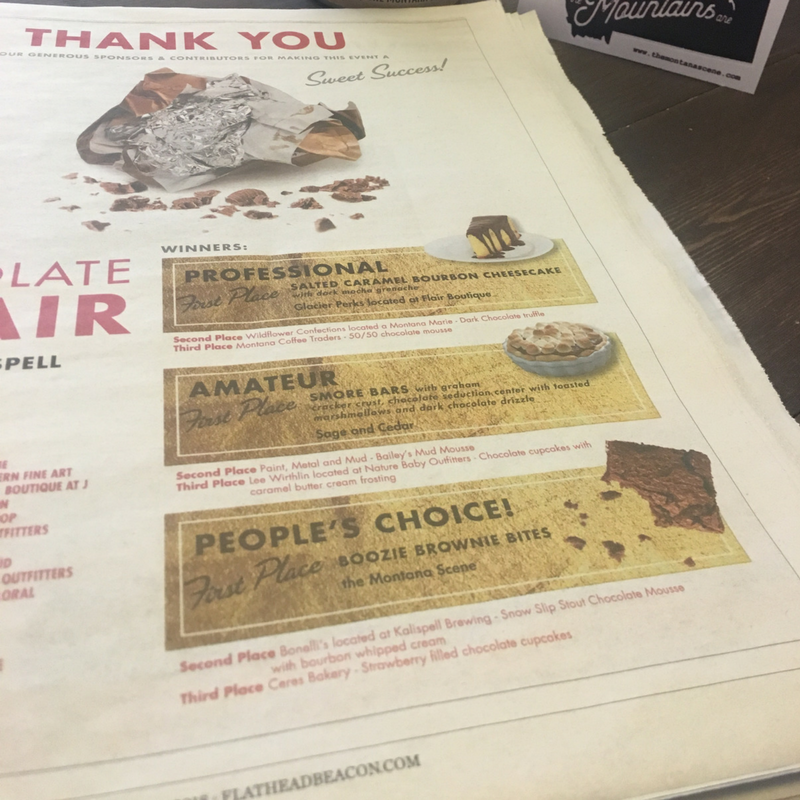 Mountains are
www.themontanascene.com
THANK YOU
OUR GENEROUS SPONSORS & CONTRIBUTORS FOR MAKING THIS EVENT A
Sweet Success!
OLATE
AIR
SPELL
ERN FINE ART
BOUTIQUE AT J
N
OP
TFITTERS
OUTFITTERS
ORAL
WINNERS:
PROFESSIONAL
First Place SALTED CARAMEL BOURBON CHEESECAKE
with dark mocha grenache
Glacier Perks located at Flair Boutique
Second Place Wildflower Confections located a Montana Marie - Dark Chocolate truffle
Third Place Montana Coffee Traders - 50/50 chocolate mousse
AMATEUR
First Place SMORE BARS with graham
cracker crust, chocolate seduction center with toasted
marshmallows and dark chocolate drizzle
Sage and Cedar
Second Place Paint, Metal and Mud - Bailey's Mud Mousse
Third Place Lee Wirthlin located at Nature Baby Outfitters - Chocolate cupcakes with
caramel butter cream frosting
PEOPLE'S CHOICE!
First Place BOOZIE BROWNIE BITES
the Montana Scene
Second Place Bonelli's located at Kalispell Brewing - Snow Slip Stout Chocolate Mousse
with bourbon whipped cream
Third Place Ceres Bakery - Strawberry filled chocolate cupcakes
FLATHEADBEACON.COM